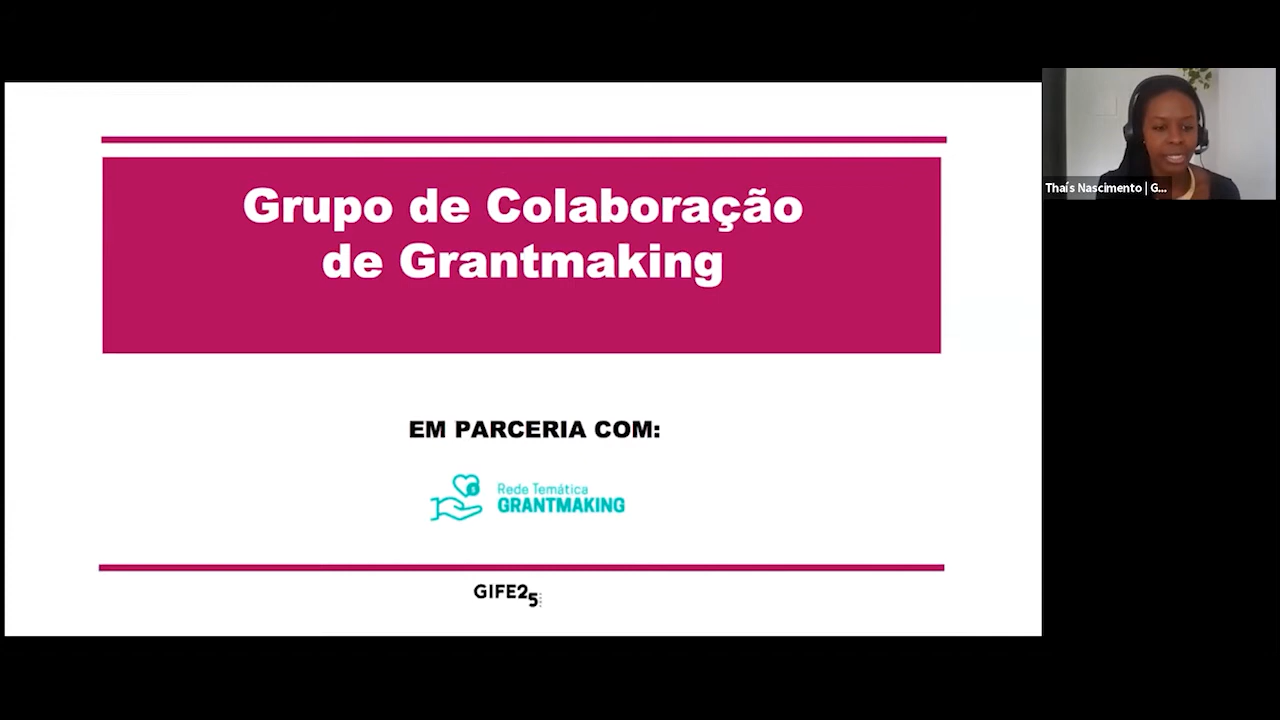 Grupo de Colaboração
de Grantmaking
EM PARCERIA COM:
Rede Temática
GRANTMAKING
GIFE25
Thaís Nascimento | G...